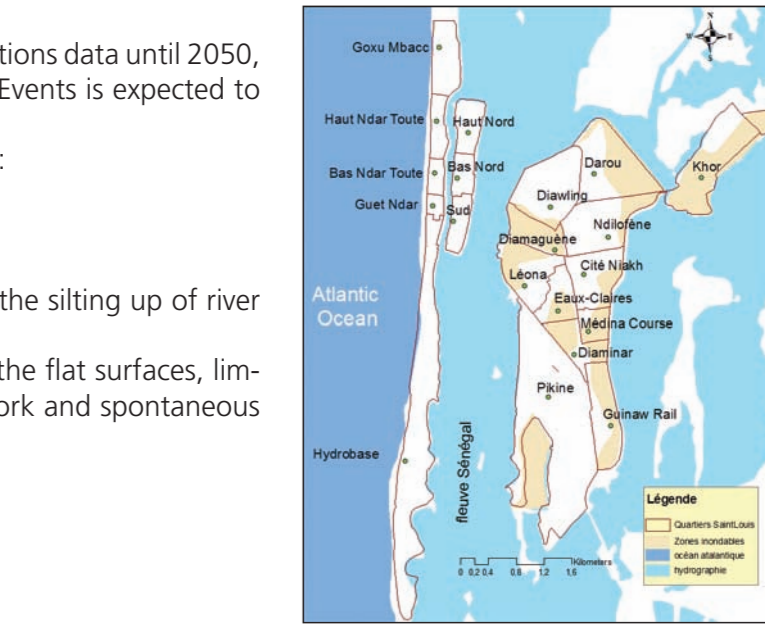 tions data until 2050,
Events is expected to
:
the silting up of river
the flat surfaces, lim-
ork and spontaneous
N
W E
S
Goxu Mbacc
Haut Ndar Toute
Haut Nord
Bas Ndar Toute
Bas Nord
Guet Ndar
Sud
Darou
Khor
Diawling
Ndilofène
Diamaguène
Cité Niakh
Léona
Eaux-Claires
Médina Course
Diaminar
Pikine
Guinaw Rail
Atlantic
Ocean
Hydrobase
fleuve Sénégal
Légende
Quartiers SaintLouis
Zones inondables
océan atalantique
hydrographie
Kilometers
0 0,2 0,4 0,8 1,2 1,6